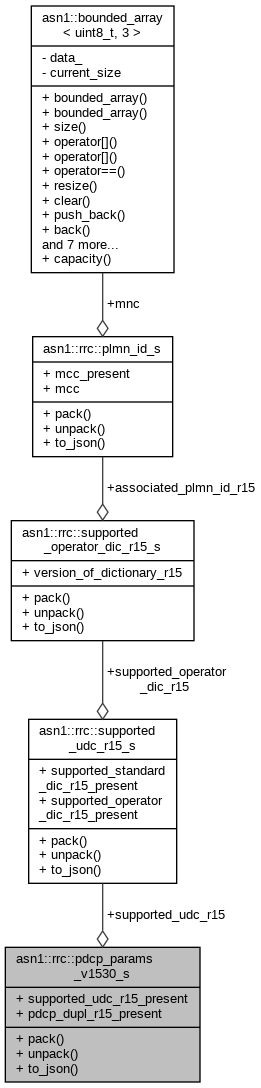 asn1::bounded_array
< uint8_t, 3 >
- data_
- current_size
+ bounded_array()
+ bounded_array()
+ size()
+ operator[]()
+ operator[]()
+ operator==()
+ resize()
+ clear()
+ push_back()
+ back()
and 7 more...
+ capacity()
+mnc
asn1::rrc::plmn_id_s
+ mcc_present
+ mcc
+ pack()
+ unpack()
+ to_json()
+associated_plmn_id_r15
asn1::rrc::supported
_operator_dic_r15_s
+ version_of_dictionary_r15
+ pack()
+ unpack()
+ to_json()
+supported_operator
_dic_r15
asn1::rrc::supported
_udc_r15_s
+ supported_standard
_dic_r15_present
+ supported_operator
_dic_r15_present
+ pack()
+ unpack()
+ to_json()
+supported_udc_r15
asn1::rrc::pdcp_params
_v1530_s
+ supported_udc_r15_present
+ pdcp_dupl_r15_present
+ pack()
+ unpack()
+ to_json()